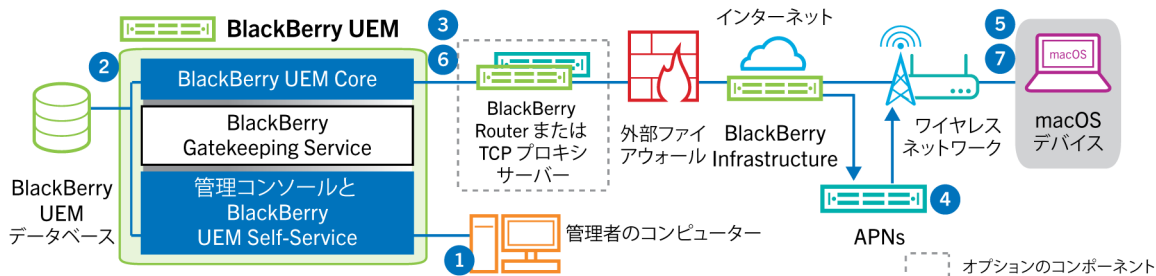 BlackBerry UEM
2
BlackBerry UEM Core
BlackBerry
Gatekeeping Service
管理コンソールと
BlackBerry
UEM Self-Service
BlackBerry
UEM
データベース
1
管理者のコンピューター
3
6
BlackBerry
Router または
TCP プロキシ
サーバー
外部ファイ
アウォール
インターネット
BlackBerry
Infrastructure
4
APNs
ワイヤレス
ネットワーク
5
7
macOS
macOS
デバイス
オプションのコンポーネント